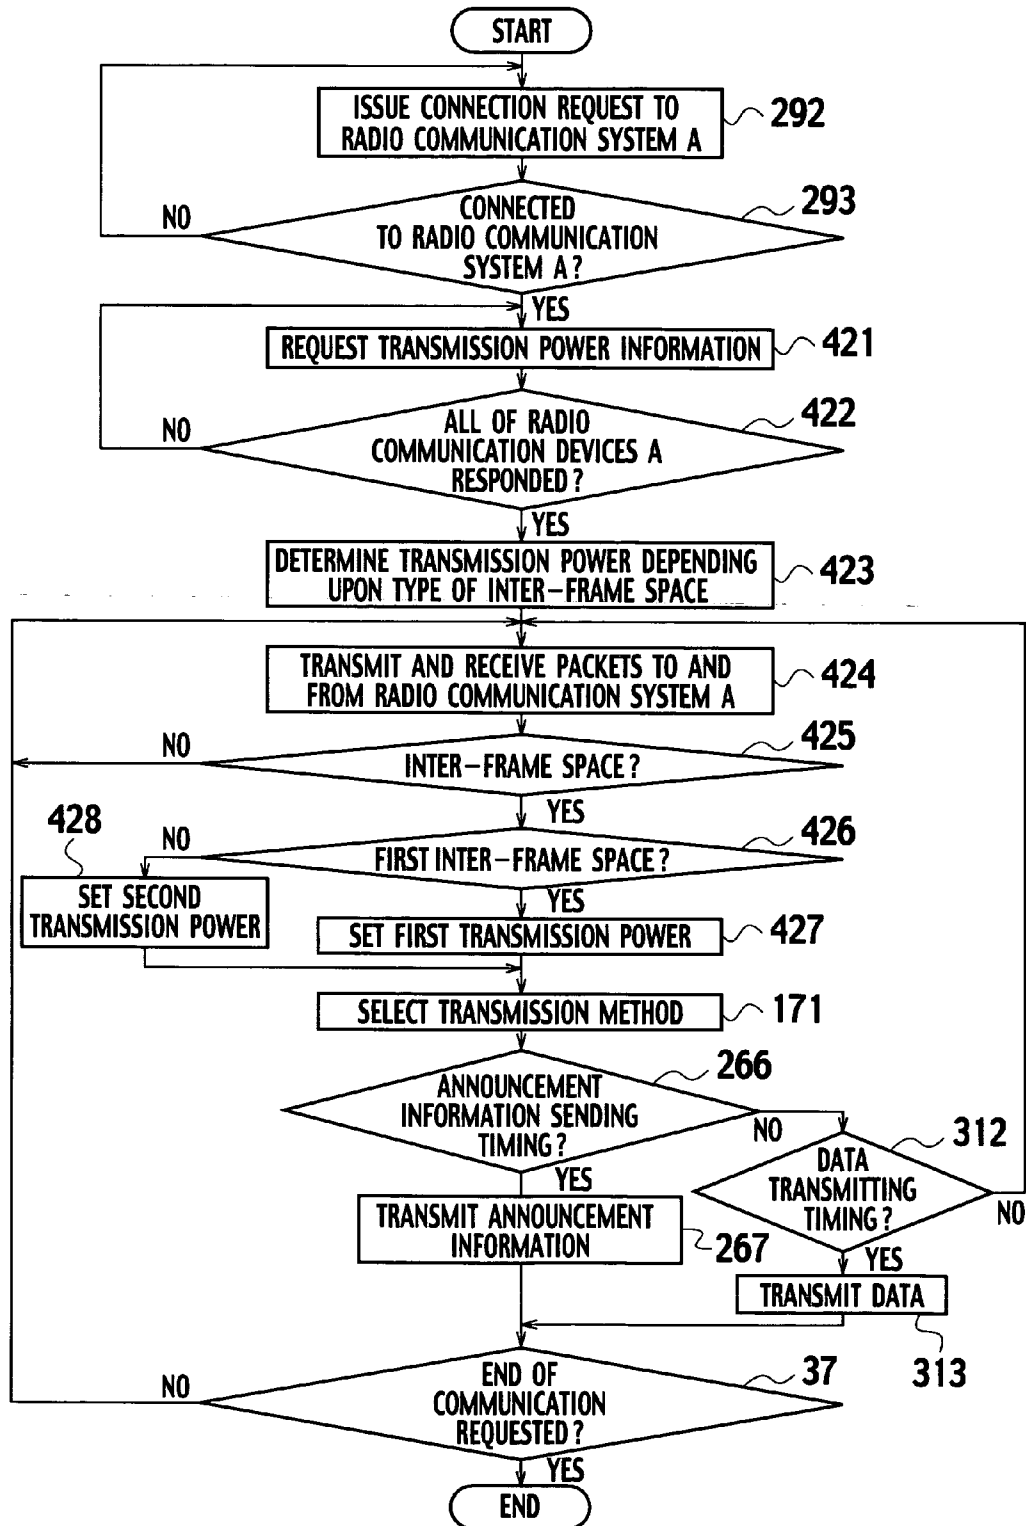 START
ISSUE CONNECTION REQUEST TO
RADIO COMMUNICATION SYSTEM A
292
CONNECTED
TO RADIO COMMUNICATION
SYSTEM A?
293
NO
YES
REQUEST TRANSMISSION POWER INFORMATION
421
ALL OF RADIO
COMMUNICATION DEVICES A
RESPONDED?
422
NO
YES
DETERMINE TRANSMISSION POWER DEPENDING
UPON TYPE OF INTER-FRAME SPACE
423
TRANSMIT AND RECEIVE PACKETS TO AND
FROM RADIO COMMUNICATION SYSTEM A
424
INTER-FRAME SPACE?
425
NO
YES
FIRST INTER-FRAME SPACE?
426
NO
YES
428
SET SECOND
TRANSMISSION POWER
SET FIRST TRANSMISSION POWER
427
SELECT TRANSMISSION METHOD
171
ANNOUNCEMENT
INFORMATION SENDING
TIMING?
266
NO
YES
DATA
TRANSMITTING
TIMING?
312
NO
YES
TRANSMIT ANNOUNCEMENT
INFORMATION
267
TRANSMIT DATA
313
END OF
COMMUNICATION
REQUESTED?
37
NO
YES
END